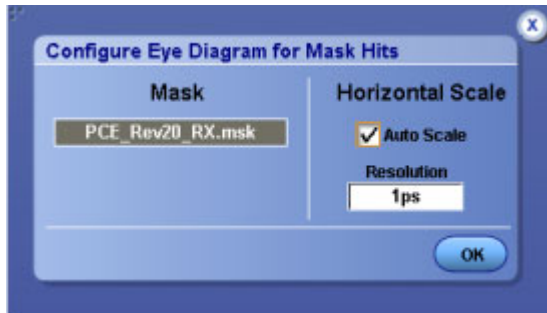 Configure Eye Diagram for Mask Hits
Mask
PCE_Rev20_RX.msk
Horizontal Scale
Auto Scale
Resolution
1ps
OK
X